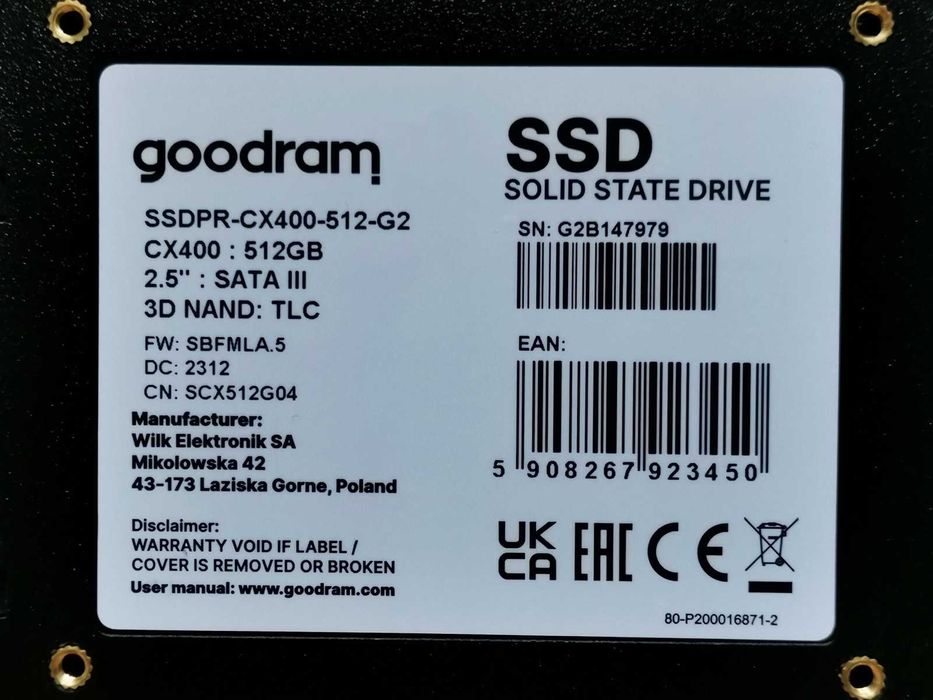 goodram
SSDPR-CX400-512-G2
CX400 : 512GB
2.5" : SATA III
3D NAND: TLC
FW: SBFMLA.5
DC: 2312
CN: SCX512G04
Manufacturer:
Wilk Elektronik SA
Mikolowska 42
43-173 Laziska Gorne, Poland
Disclaimer:
WARRANTY VOID IF LABEL /
COVER IS REMOVED OR BROKEN
User manual: www.goodram.com
SSD
SOLID STATE DRIVE
SN: G2B147979
EAN:
5 908267 923450
UK
CA
EAC
CE
80-P200016871-2